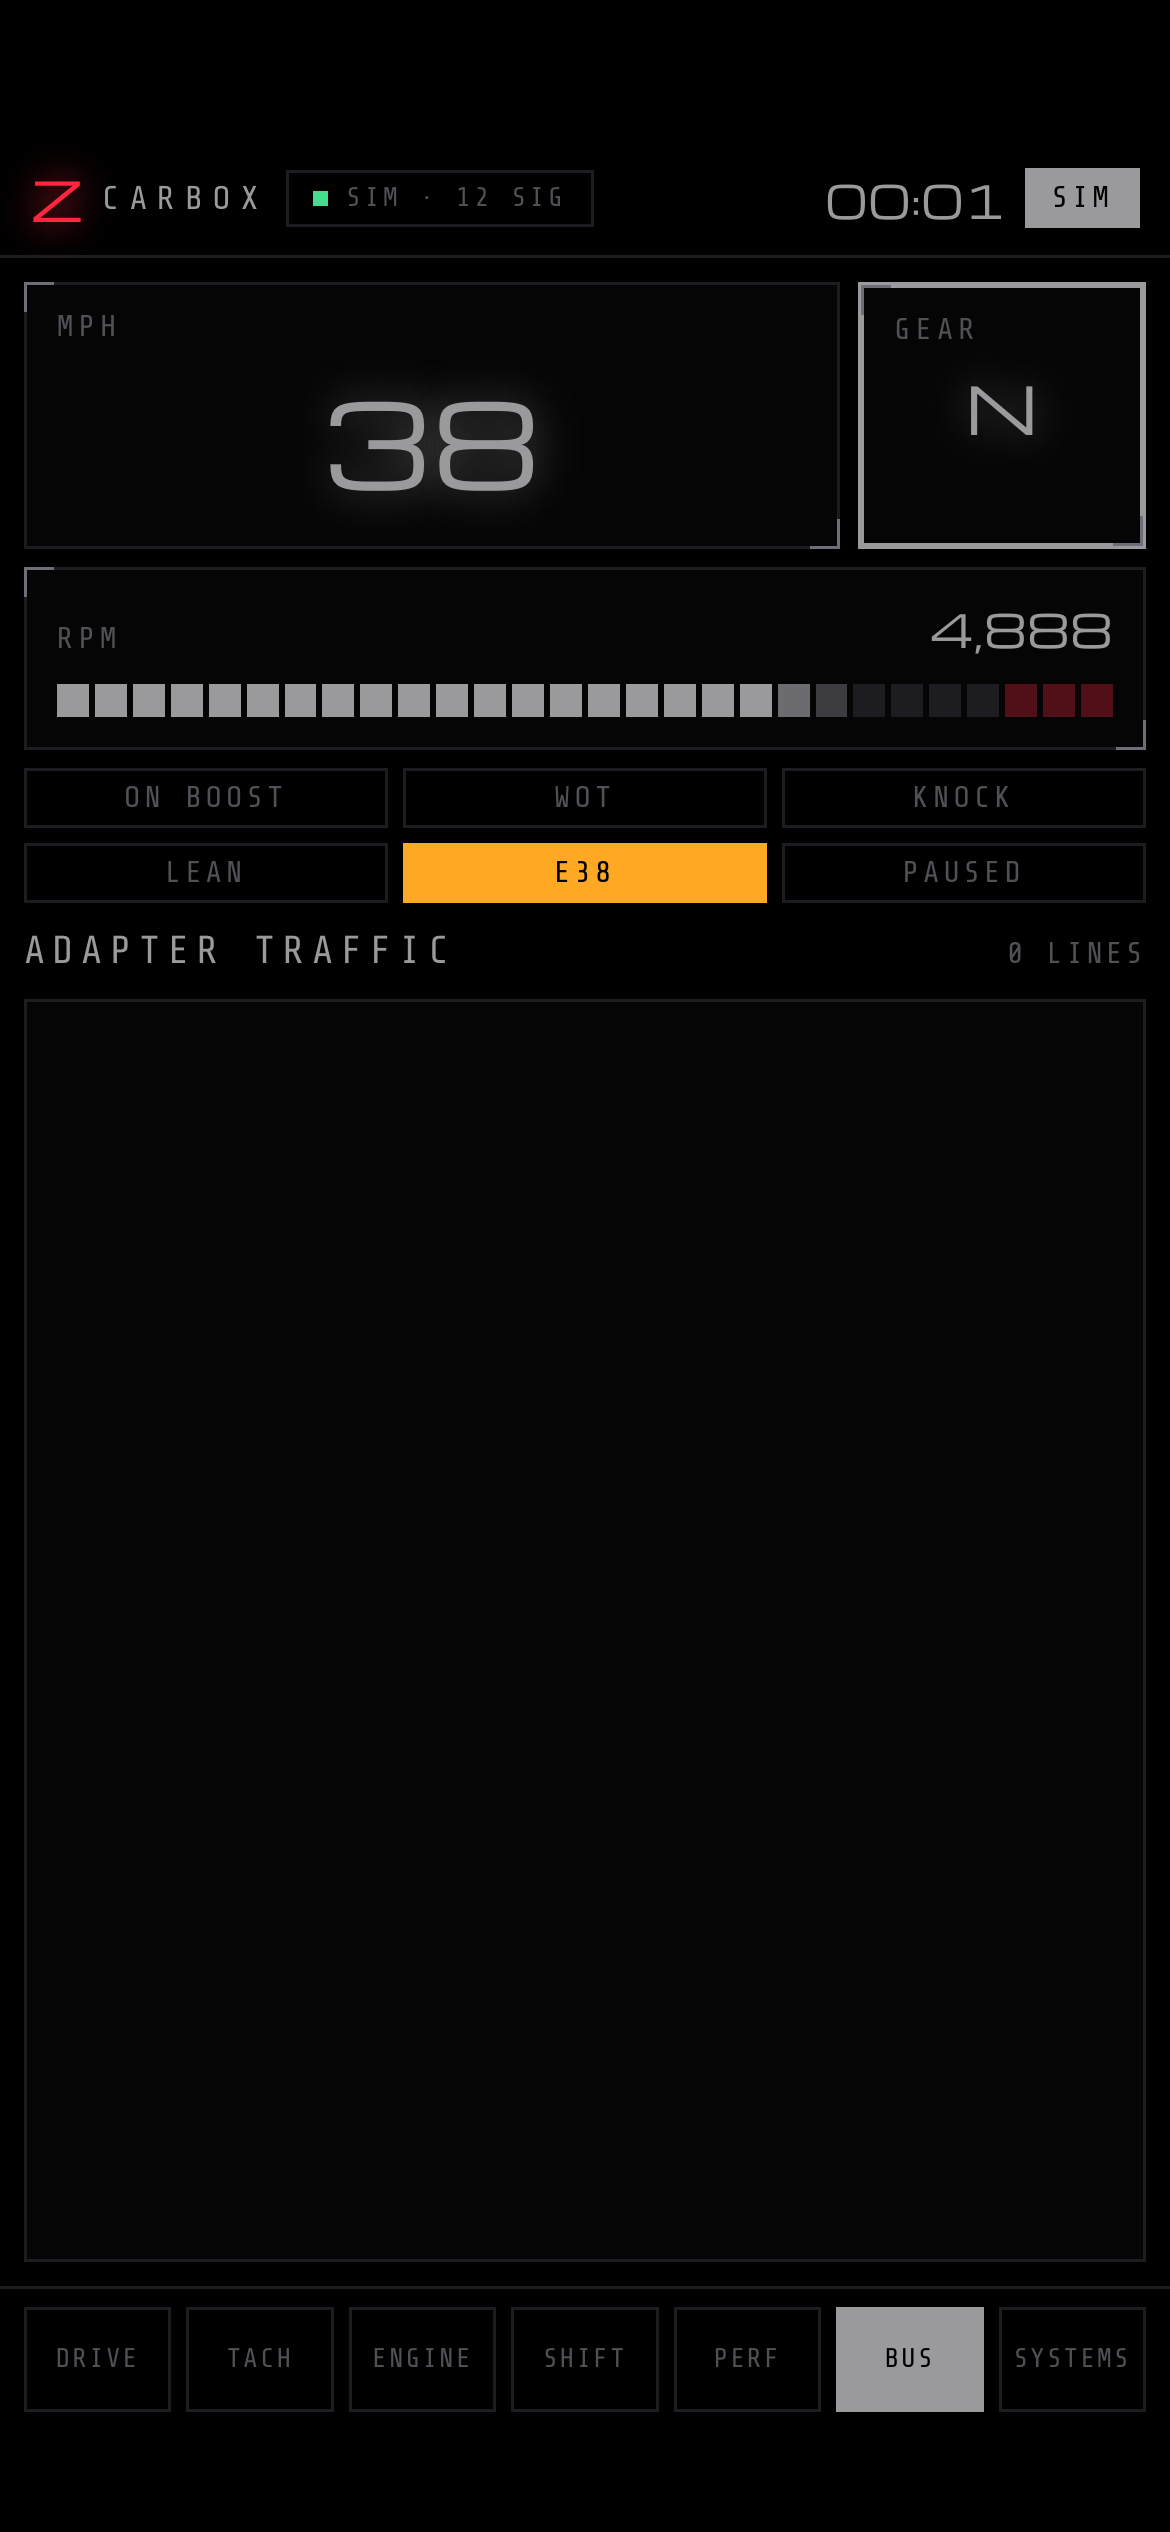 Z CARBOX SIM · 12 SIG 00:01 SIM
MPH
38
GEAR
N
RPM 4,888
ON BOOST WOT KNOCK
LEAN E38 PAUSED
ADAPTER TRAFFIC 0 LINES
DRIVE TACH ENGINE SHIFT PERF BUS SYSTEMS